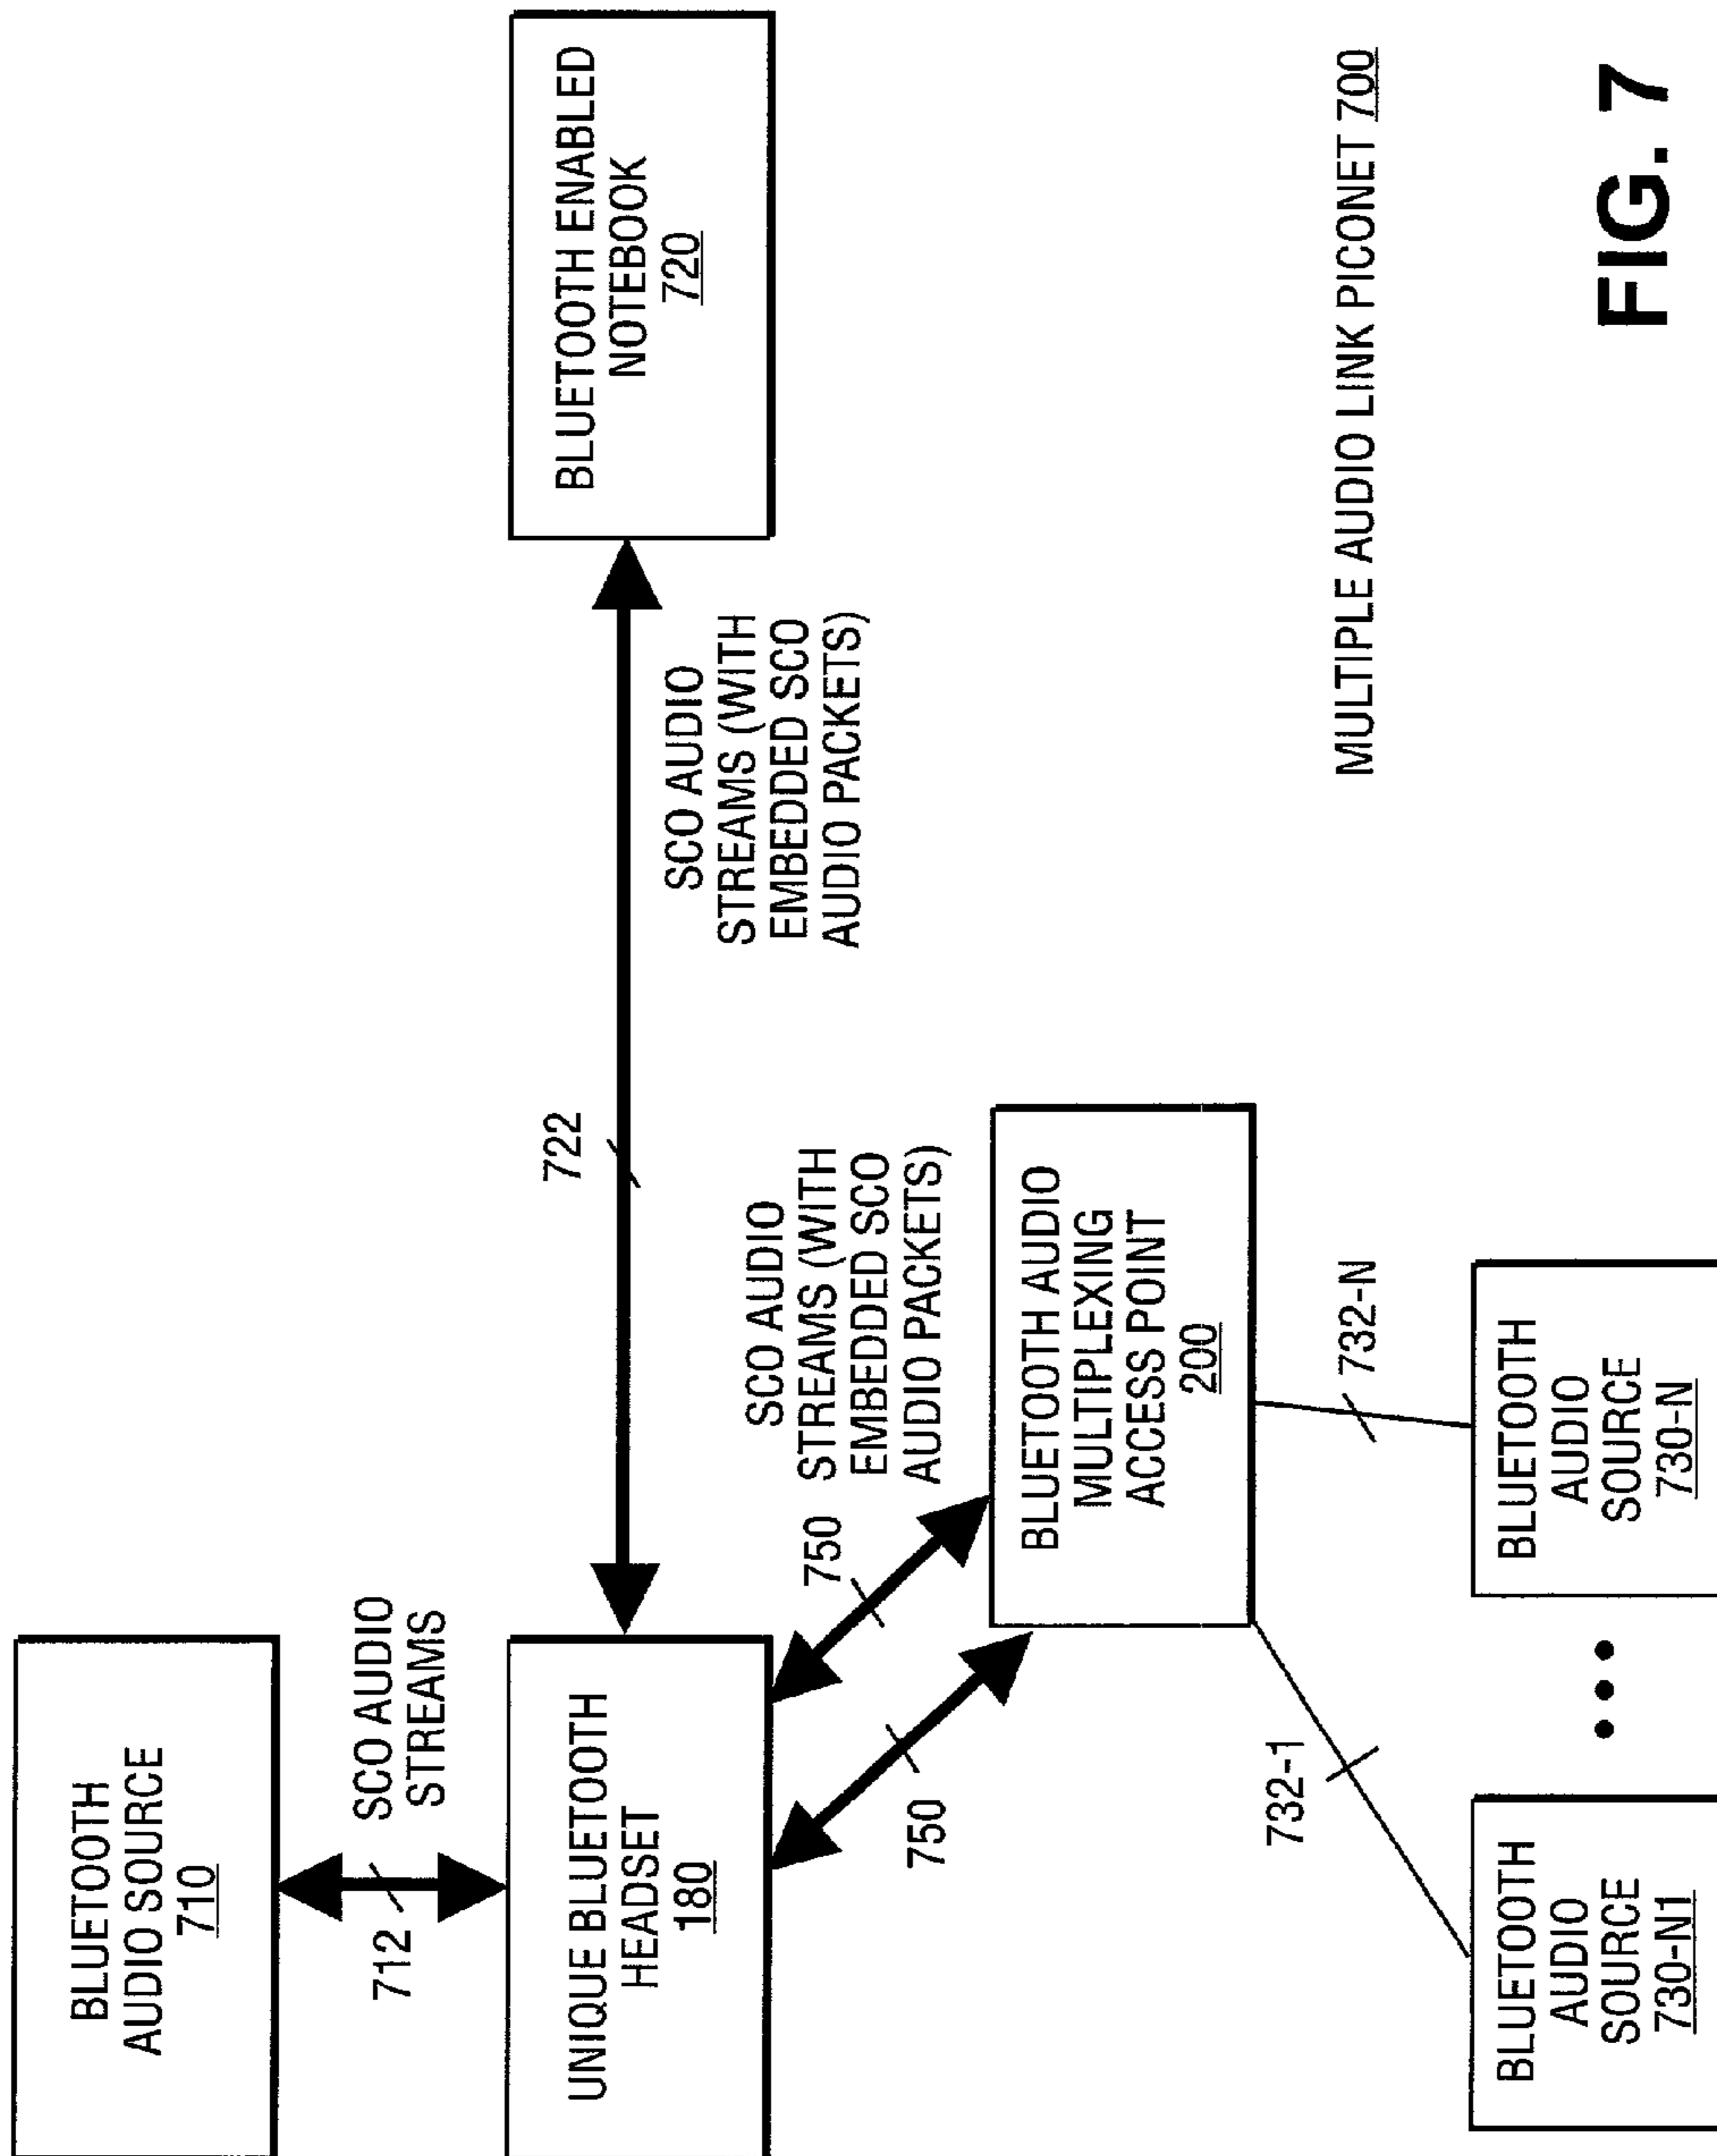 BLUETOOTH
AUDIO SOURCE
710
712
SCO AUDIO
STREAMS
UNIQUE BLUETOOTH
HEADSET
180
722
SCO AUDIO
STREAMS (WITH
EMBEDDED SCO
AUDIO PACKETS)
BLUETOOTH ENABLED
NOTEBOOK
720
750
750
SCO AUDIO
STREAMS (WITH
EMBEDDED SCO
AUDIO PACKETS)
BLUETOOTH AUDIO
MULTIPLEXING
ACCESS POINT
200
732-1
732-N
BLUETOOTH
AUDIO
SOURCE
730-N1
BLUETOOTH
AUDIO
SOURCE
730-N
MULTIPLE AUDIO LINK PICONET 700
FIG. 7